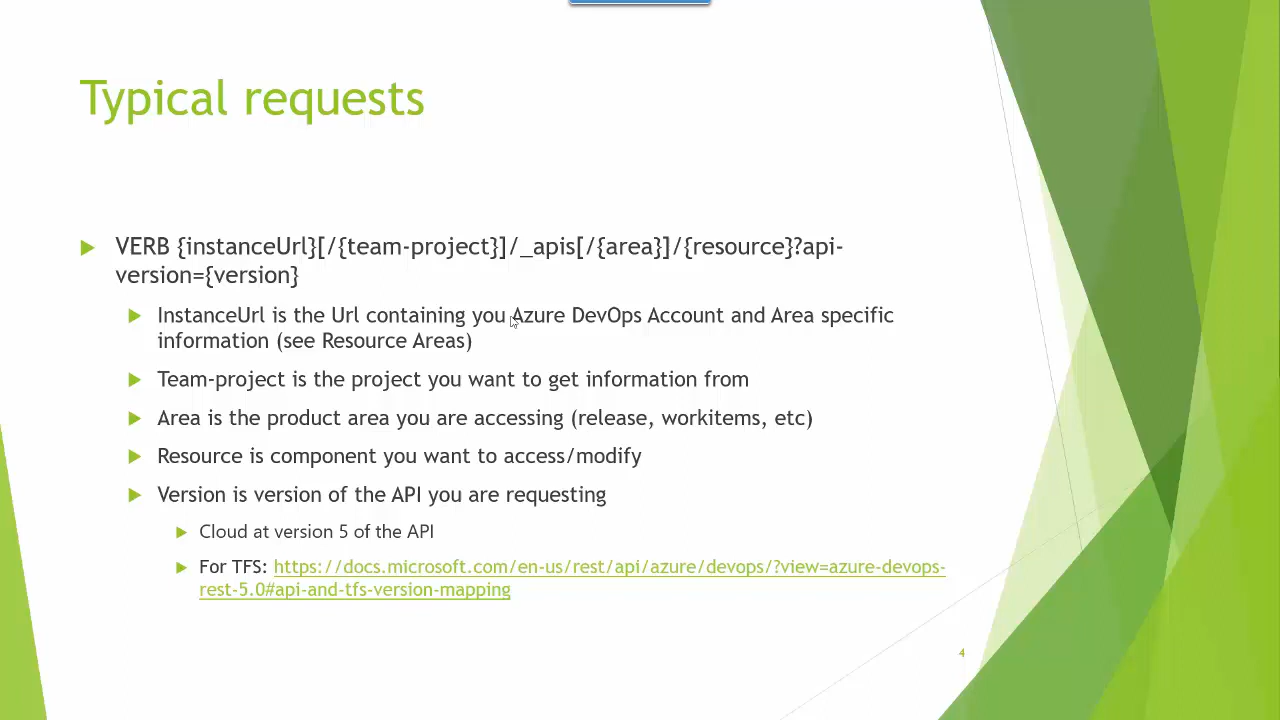 Typical requests
VERB {instanceUrl}[/{team-project}]/_apis[/{area}]/{resource}?api-
version={version}
InstanceUrl is the Url containing you Azure DevOps Account and Area specific
information (see Resource Areas)
Team-project is the project you want to get information from
Area is the product area you are accessing (release, workitems, etc)
Resource is component you want to access/modify
Version is version of the API you are requesting
Cloud at version 5 of the API
For TFS: https://docs.microsoft.com/en-us/rest/api/azure/devops/?view=azure-devops-
rest-5.0#api-and-tfs-version-mapping
4